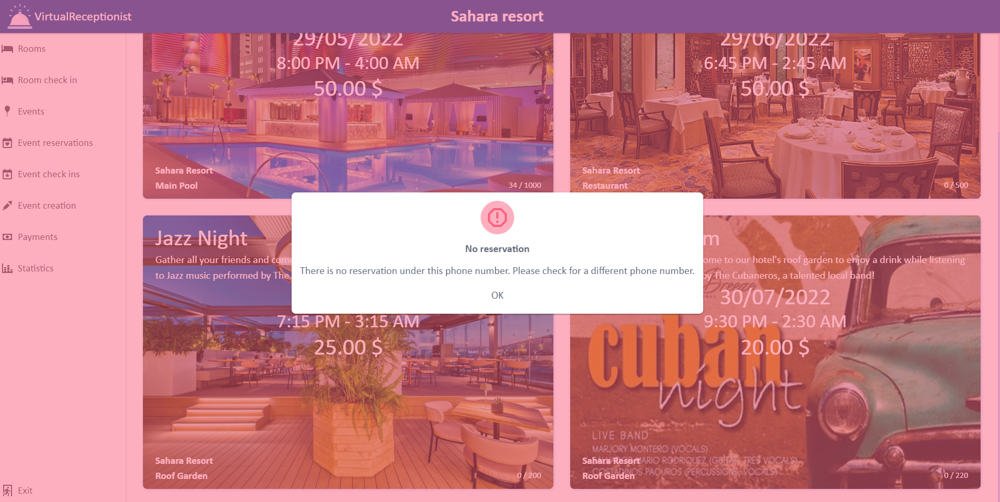 VirtualReceptionist
Sahara resort
Rooms
Room check in
Events
Event reservations
Event check ins
Event creation
Payments
Statistics
Exit
29/05/2022
8:00 PM - 4:00 AM
50.00 $
Sahara Resort
Main Pool
34 / 1000
29/06/2022
6:45 PM - 2:45 AM
50.00 $
Sahara Resort
Restaurant
0 / 500
No reservation
There is no reservation under this phone number. Please check for a different phone number.
OK
Jazz Night
Gather all your friends and come
to Jazz music performed by The
7:15 PM - 3:15 AM
25.00 $
Sahara Resort
Roof Garden
0 / 200
m
ome to our hotel's roof garden to enjoy a drink while listening
by The Cubaneros, a talented local band!
30/07/2022
9:30 PM - 2:30 AM
20.00 $
cuban
night
LIVE BAND
MARJORY MONTERO (VOCALS)
MARIO RODRIQUEZ (GUITAR, TRES VOCALS)
COSTADINOS PAOUROS (PERCUSSIONS, VOCALS)
Sahara Resort
Roof Garden
0 / 220